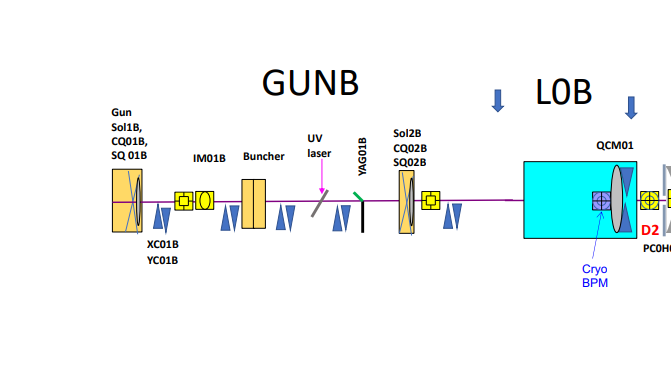 GUNB
L0B
Gun
Sol1B,
CQ01B,
SQ 01B
IM01B
Buncher
UV
laser
YAG01B
Sol2B
CQ02B
SQ02B
QCM01
XC01B
YC01B
D2
Cryo
BPM